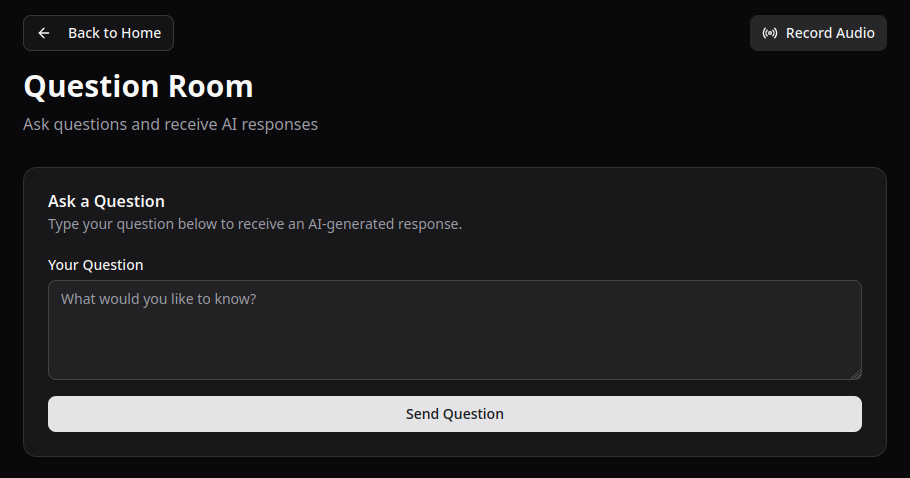 Back to Home
Record Audio
Question Room
Ask questions and receive AI responses
Ask a Question
Type your question below to receive an AI-generated response.
Your Question
What would you like to know?
Send Question